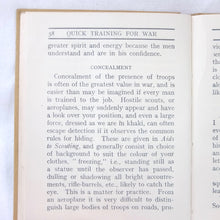 58 QUICK TRAINING FOR WAR
greater spirit and energy because the men
understand and are in his confidence.
CONCEALMENT
Concealment of the presence of troops
is often of the greatest value in war, and is
easier than may be imagined if every man
is trained to the job. Hostile scouts, or
aeroplanes, may suddenly appear and have
a look over your position, and even a large
force, dressed as we are in khaki, can often
escape detection if it observes the common
rules for hiding. These are given in Aids
to Scouting, and generally consist in choice
of background to suit the colour of your
clothes, "freezing," i.e., standing still as
a statue until the observer has passed,
dulling or shadowing all bright accoutre-
ments, rifle-barrels, etc., likely to catch the
eye. This is a matter for practice. From
an aeroplane it is very difficult to distin-
guish large bodies of troops on roads, pro-